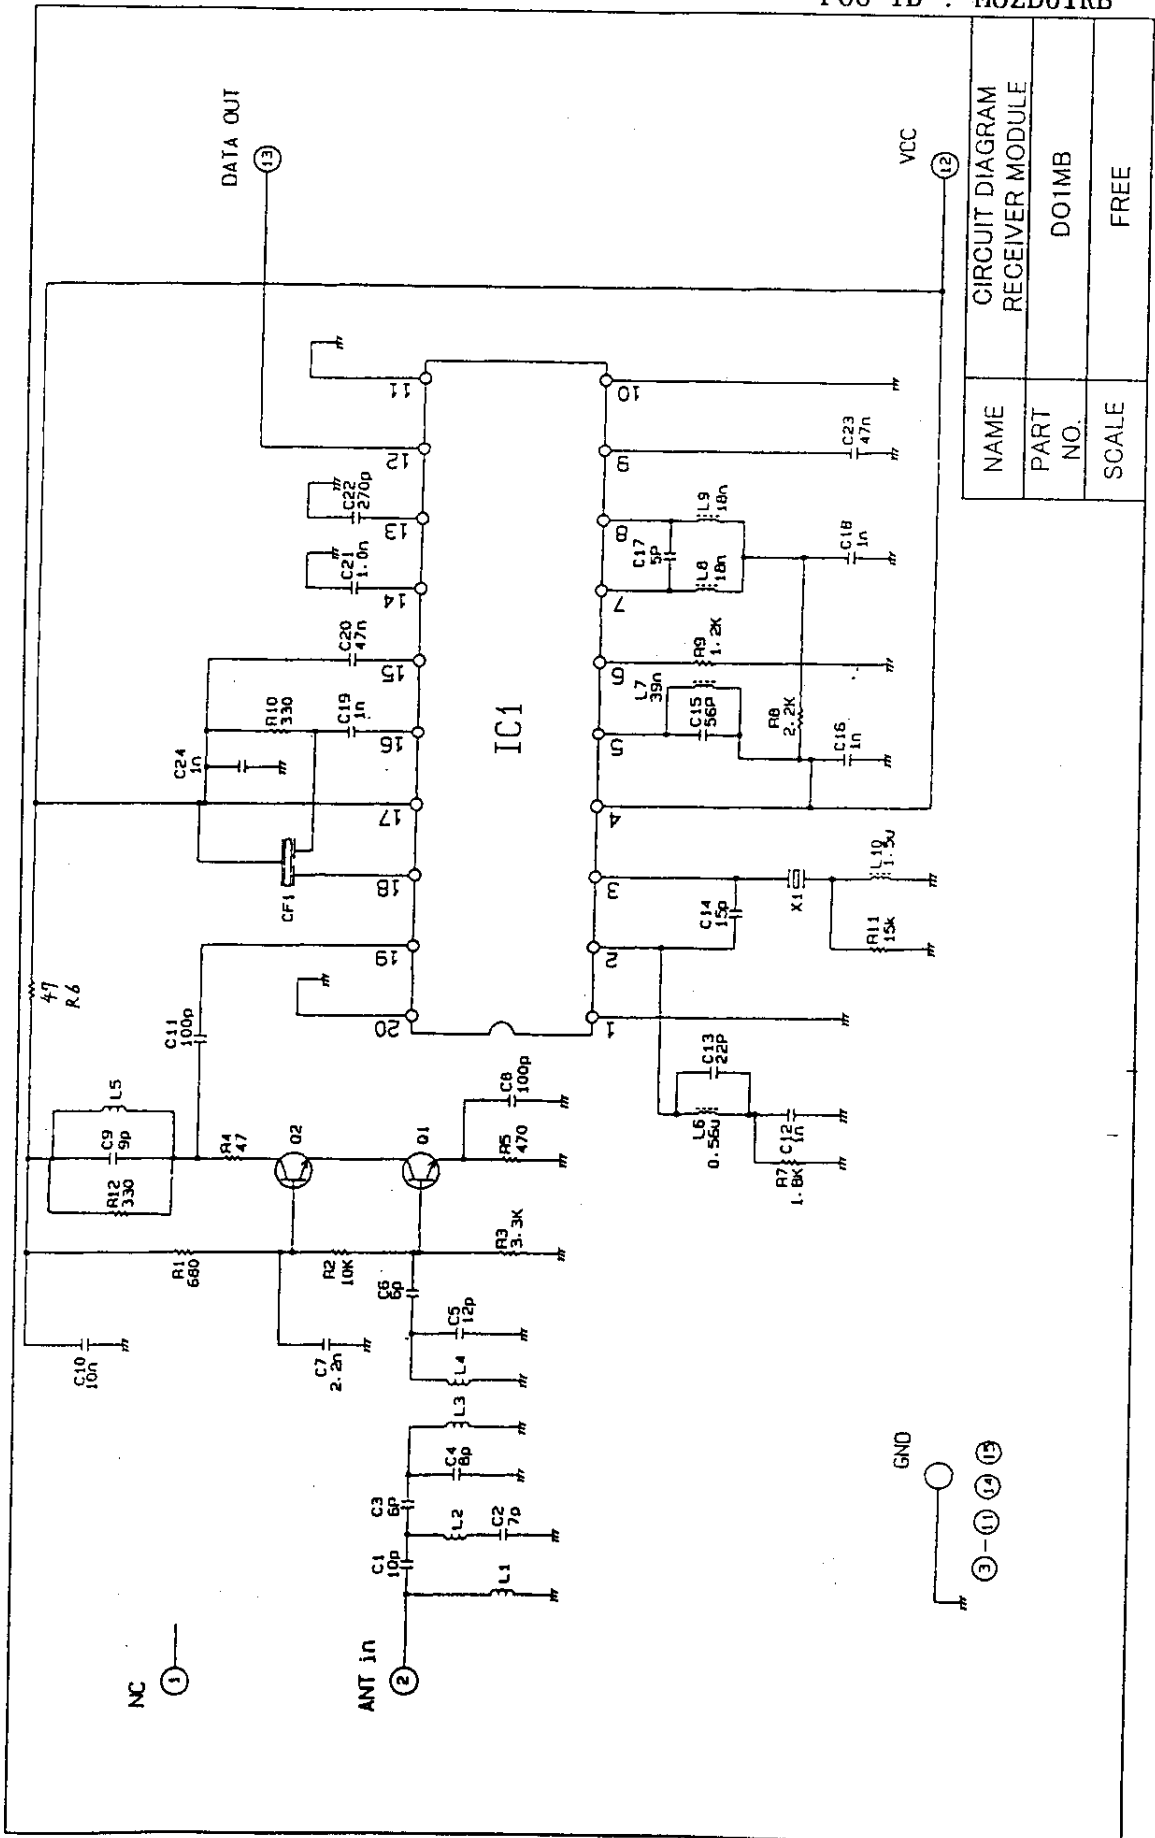 FCC ID : MOZD01RB
DATA OUT
13
VCC
12
NAME
CIRCUIT DIAGRAM
RECEIVER MODULE
PART
NO.
D01MB
SCALE
FREE
NC
1
ANT in
2
GND
3 - 11 14 15
IC1
20
19
18
17
16
15
14
13
12
11
1
2
3
4
5
6
7
8
9
10
47
R6
C10
10n
R1
680
R12
330
C9
9p
L5
C11
100p
R4
47
Q2
Q1
C7
2.2n
R2
10K
R3
3.3K
R5
470
C8
100p
C1
10p
C3
6P
C6
6p
L1
L2
C2
7p
C4
8p
L3
L4
C5
12p
CF1
C24
1n
R10
330
C19
1n
C20
47n
C21
1.0n
C22
270p
L6
0.56u
C13
22P
R7
1.8K
C12
1n
C14
15p
X1
R11
15k
L10
1.5u
L7
39n
C15
56P
R9
1.2K
R8
2.2K
C16
1n
C17
5P
L8
18n
L9
18n
C18
1n
C23
47n